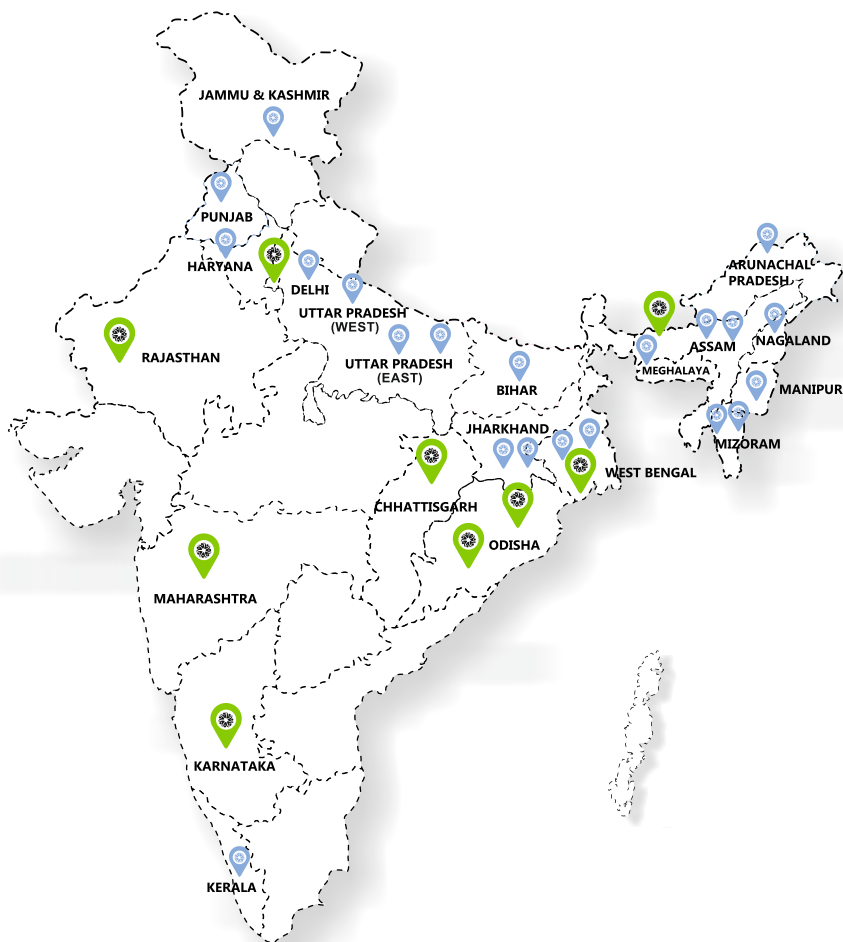 JAMMU & KASHMIR
PUNJAB
HARYANA
DELHI
UTTAR PRADESH
(WEST)
RAJASTHAN
UTTAR PRADESH
(EAST)
BIHAR
ARUNACHAL
PRADESH
ASSAM
NAGALAND
MEGHALAYA
MANIPUR
MIZORAM
JHARKHAND
WEST BENGAL
CHHATTISGARH
ODISHA
MAHARASHTRA
KARNATAKA
KERALA